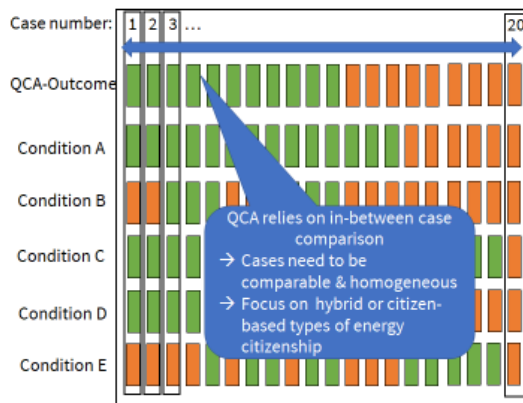 Case number: 1 2 3 ... 20
QCA-Outcome
Condition A
Condition B
QCA relies on in-between case
comparison
→ Cases need to be
comparable & homogeneous
→ Focus on hybrid or citizen-
based types of energy
citizenship
Condition C
Condition D
Condition E